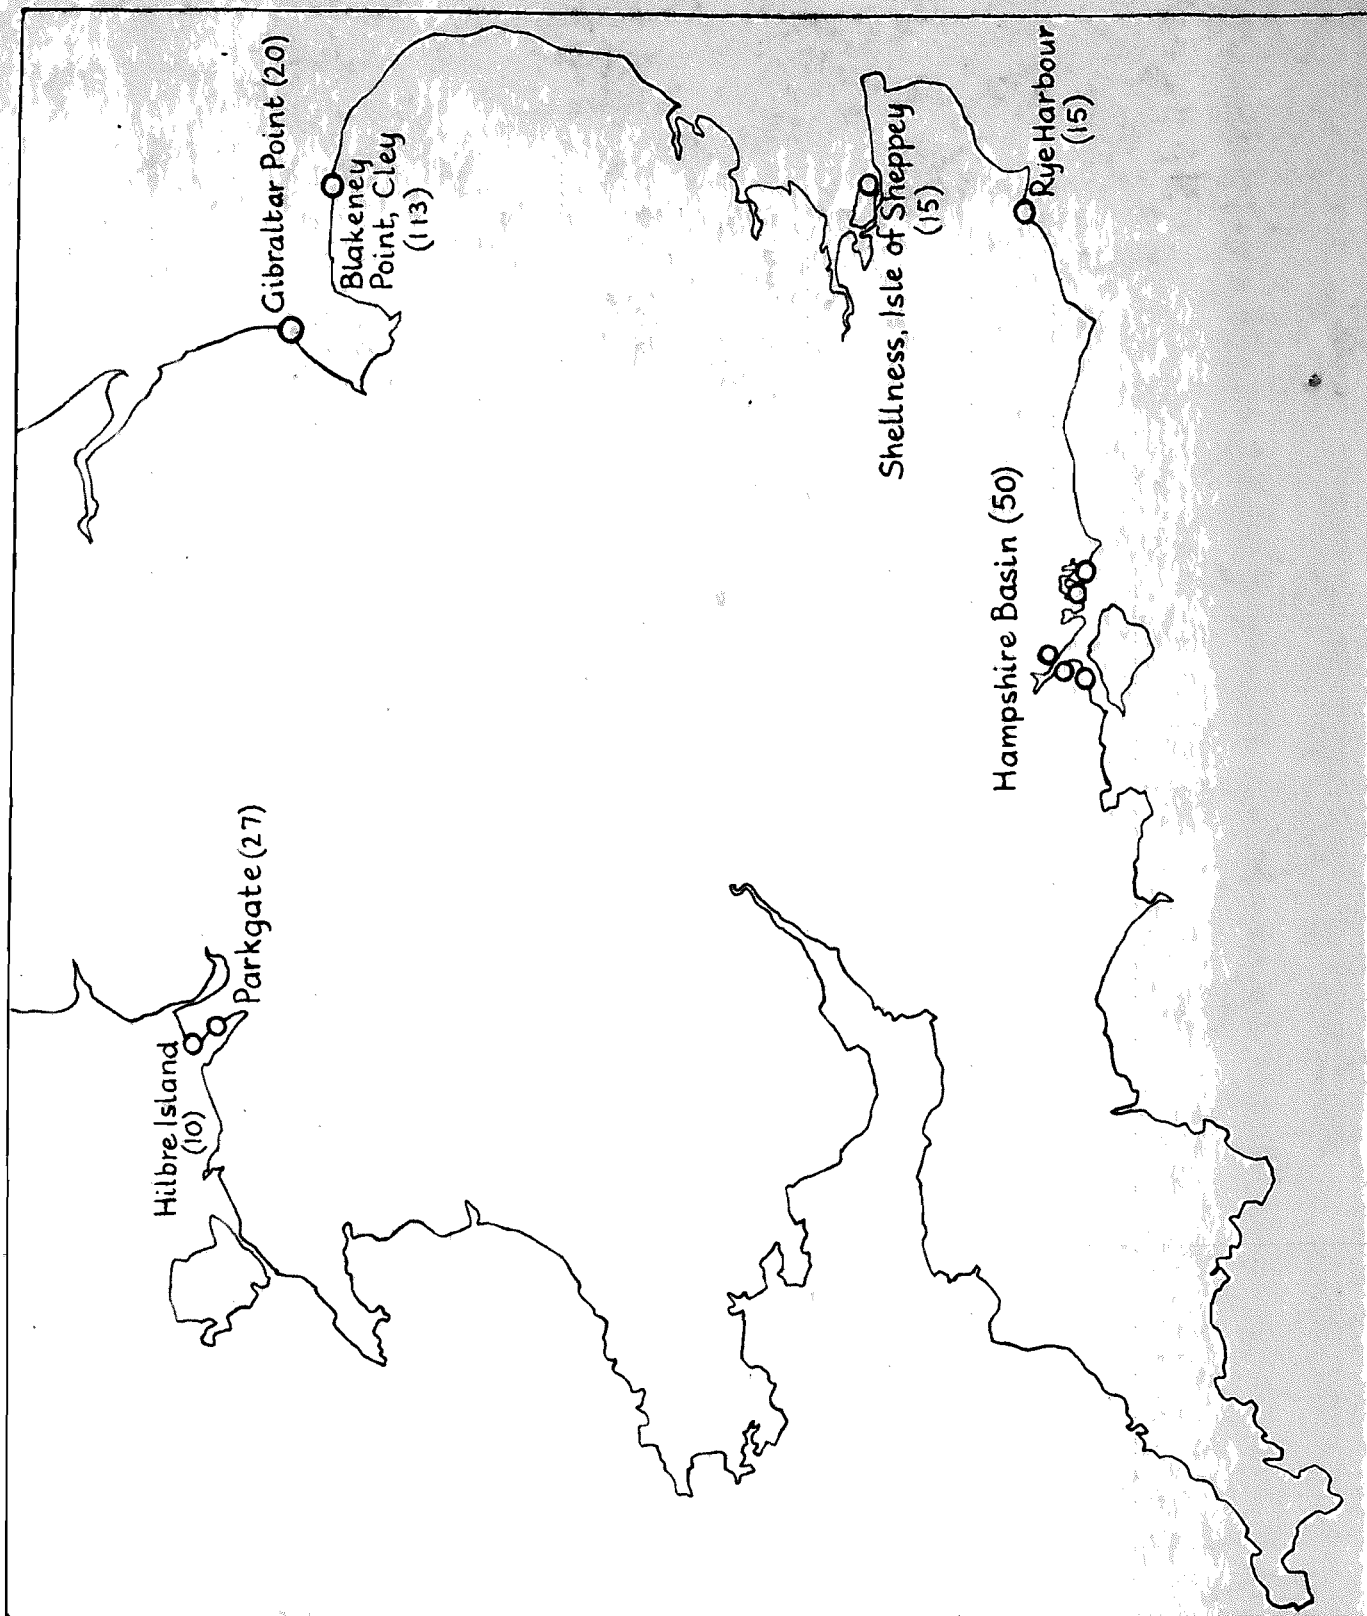 Gibraltar Point (20)
Blakeney
Point, Cley
(113)
Hilbre Island
(10)
Parkgate (27)
Shellness, Isle of Sheppey
(15)
Hampshire Basin (50)
Rye Harbour
(15)